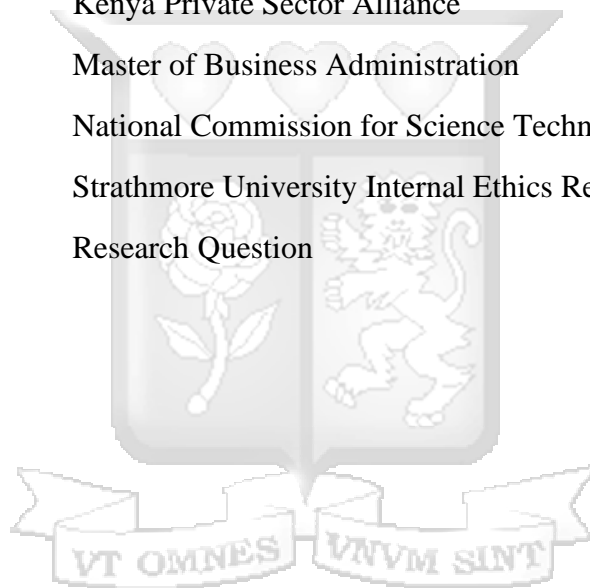 Kenya Private Sector Alliance
Master of Business Administration
National Commission for Science Techn
Strathmore University Internal Ethics Re
Research Question
VT OMNES VNVM SINT